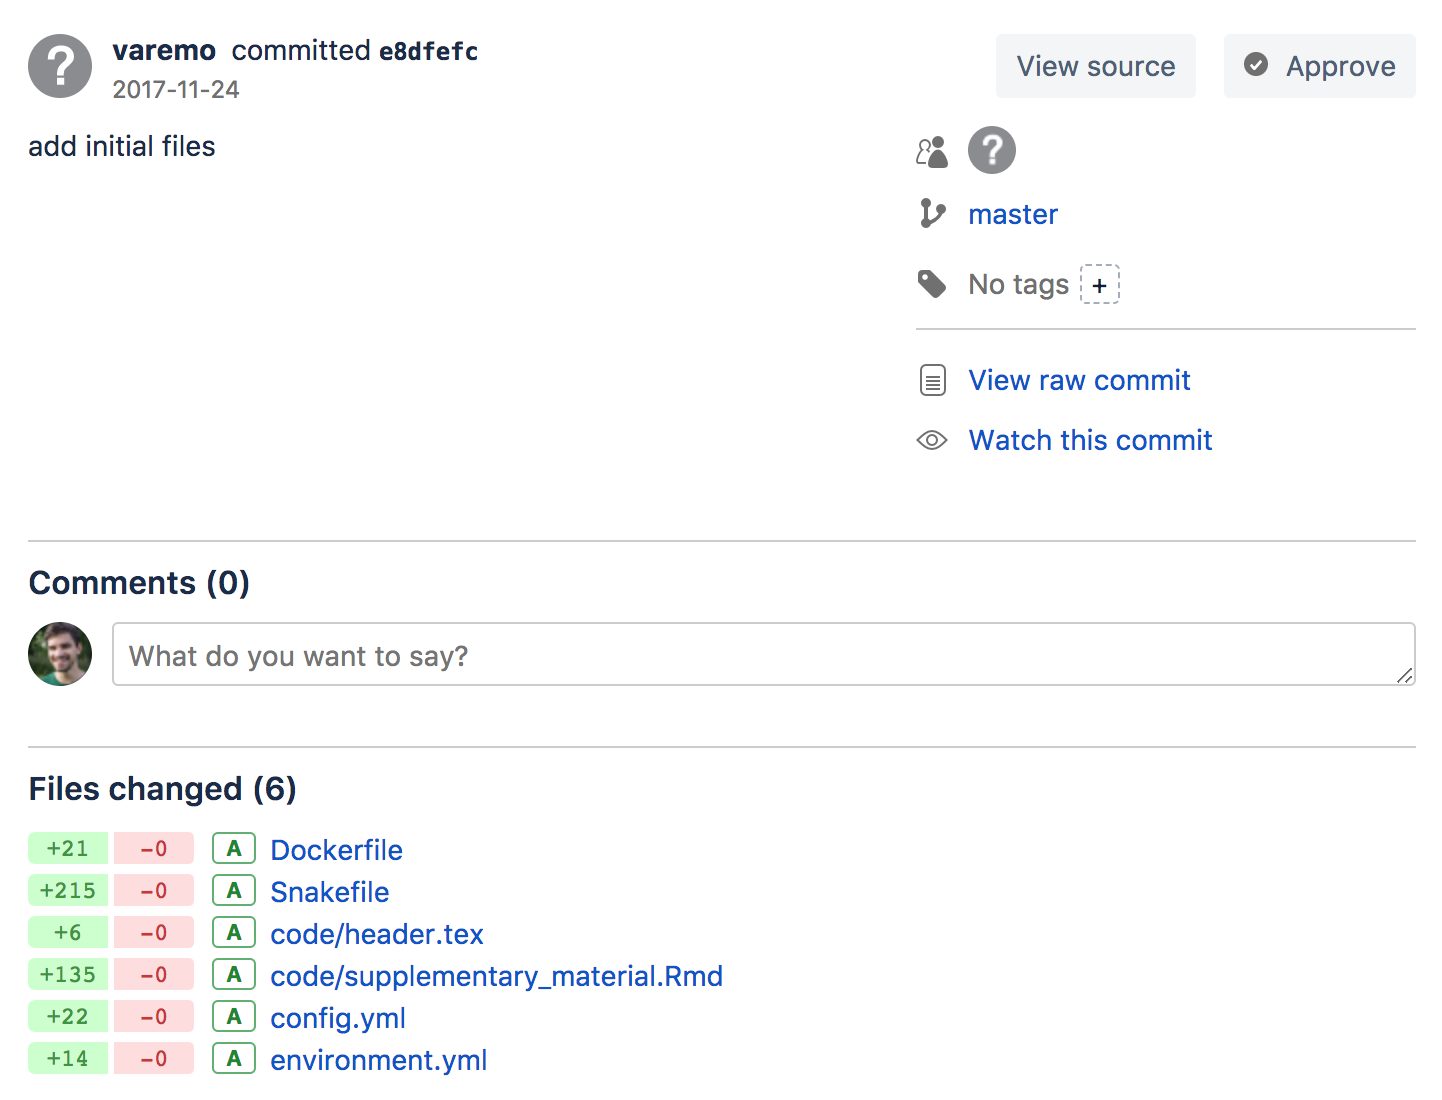 varemo committed e8dfefc
2017-11-24
View source
Approve
add initial files
master
No tags +
View raw commit
Watch this commit
Comments (0)
What do you want to say?
Files changed (6)
+21 -0 A Dockerfile
+215 -0 A Snakefile
+6 -0 A code/header.tex
+135 -0 A code/supplementary_material.Rmd
+22 -0 A config.yml
+14 -0 A environment.yml